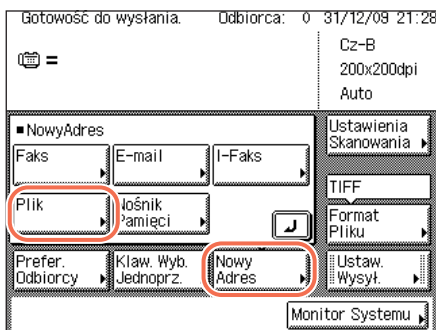 Gotowość do wysłania. Odbiorca: 0 31/12/09 21:28
Cz-B
=
200x200dpi
Auto
■NowyAdres
Ustawienia
Skanowania
Faks E-mail I-Faks
TIFF
Plik Nośnik
Pamięci
Format
Pliku
Prefer.
Odbiorcy
Klaw. Wyb.
Jednoprz.
Nowy
Adres
Ustaw.
Wysył.
Monitor Systemu